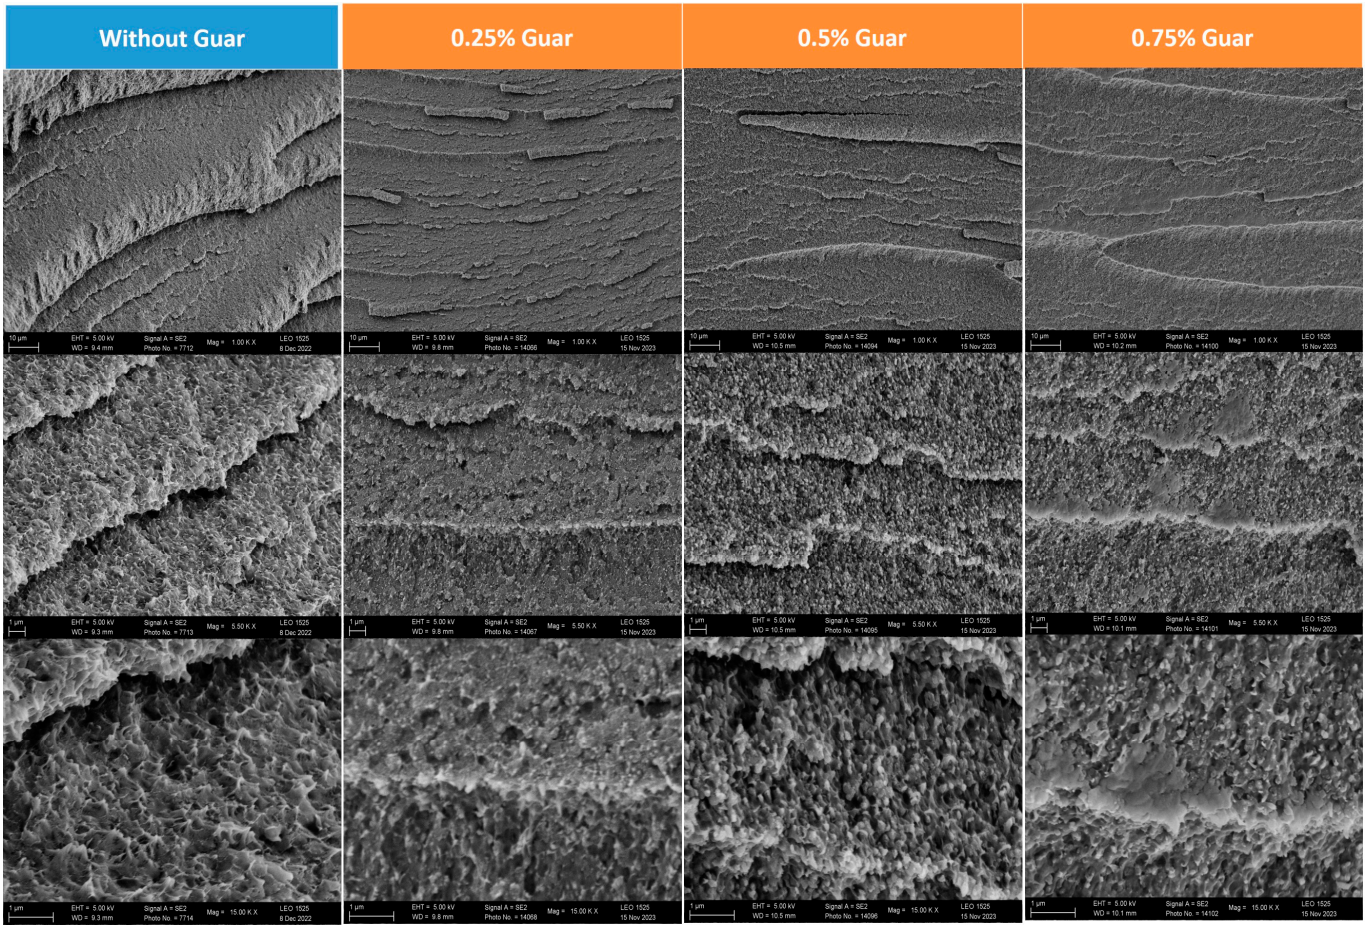 Without Guar
0.25% Guar
0.5% Guar
0.75% Guar
10 µm
EHT = 5.00 kV
WD = 9.4 mm
Signal A = SE2
Photo No. = 7712
Mag = 1.00 K X
LEO 1525
8 Dec 2022
10 µm
EHT = 5.00 kV
WD = 9.8 mm
Signal A = SE2
Photo No. = 14066
Mag = 1.00 K X
LEO 1525
15 Nov 2023
10 µm
EHT = 5.00 kV
WD = 10.5 mm
Signal A = SE2
Photo No. = 14094
Mag = 1.00 K X
LEO 1525
15 Nov 2023
10 µm
EHT = 5.00 kV
WD = 10.2 mm
Signal A = SE2
Photo No. = 14100
Mag = 1.00 K X
LEO 1525
15 Nov 2023
1 µm
EHT = 5.00 kV
WD = 9.3 mm
Signal A = SE2
Photo No. = 7713
Mag = 5.50 K X
LEO 1525
8 Dec 2022
1 µm
EHT = 5.00 kV
WD = 9.8 mm
Signal A = SE2
Photo No. = 14067
Mag = 5.50 K X
LEO 1525
15 Nov 2023
1 µm
EHT = 5.00 kV
WD = 10.5 mm
Signal A = SE2
Photo No. = 14095
Mag = 5.50 K X
LEO 1525
15 Nov 2023
1 µm
EHT = 5.00 kV
WD = 10.1 mm
Signal A = SE2
Photo No. = 14101
Mag = 5.50 K X
LEO 1525
15 Nov 2023
1 µm
EHT = 5.00 kV
WD = 9.3 mm
Signal A = SE2
Photo No. = 7714
Mag = 15.00 K X
LEO 1525
8 Dec 2022
1 µm
EHT = 5.00 kV
WD = 9.8 mm
Signal A = SE2
Photo No. = 14068
Mag = 15.00 K X
LEO 1525
15 Nov 2023
1 µm
EHT = 5.00 kV
WD = 10.5 mm
Signal A = SE2
Photo No. = 14096
Mag = 15.00 K X
LEO 1525
15 Nov 2023
1 µm
EHT = 5.00 kV
WD = 10.1 mm
Signal A = SE2
Photo No. = 14102
Mag = 15.00 K X
LEO 1525
15 Nov 2023